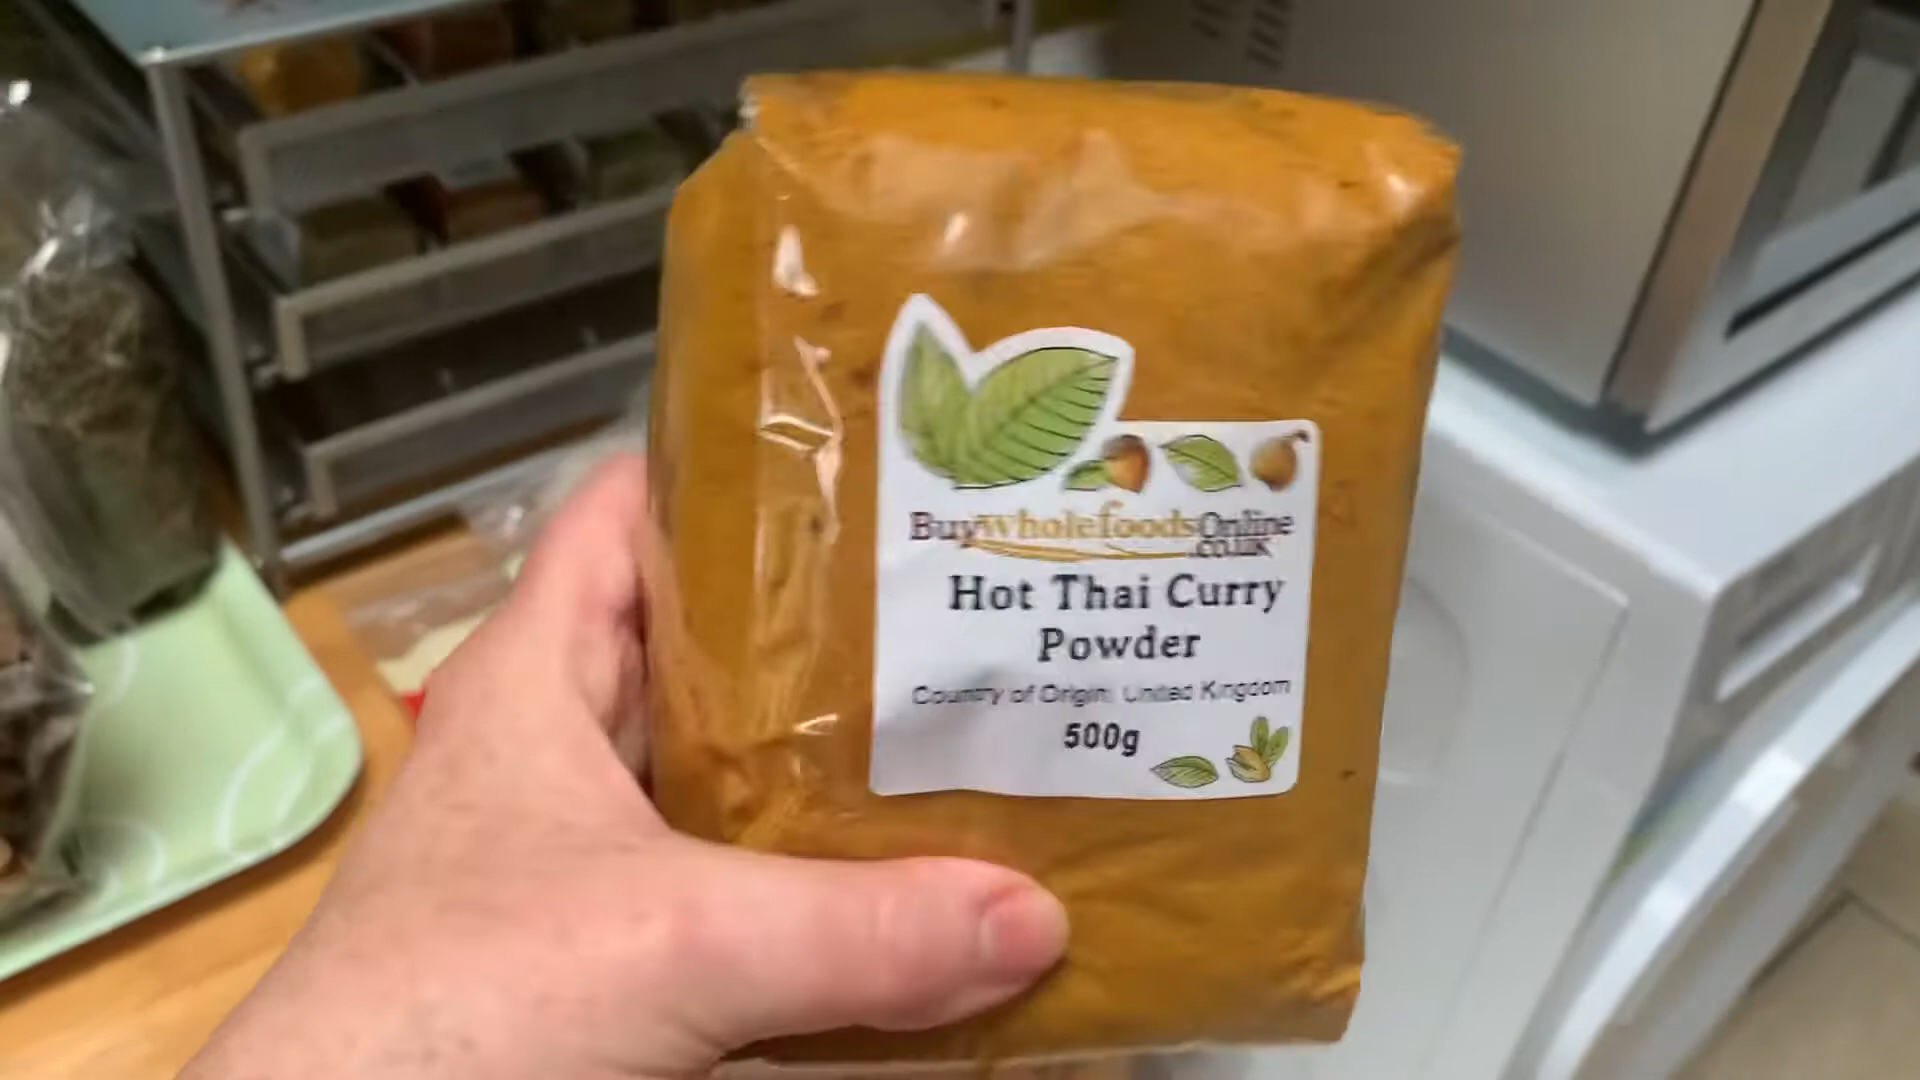 BuywholefoodsOnline
.co.uk
Hot Thai Curry
Powder
Country of Origin: United Kingdom
500g